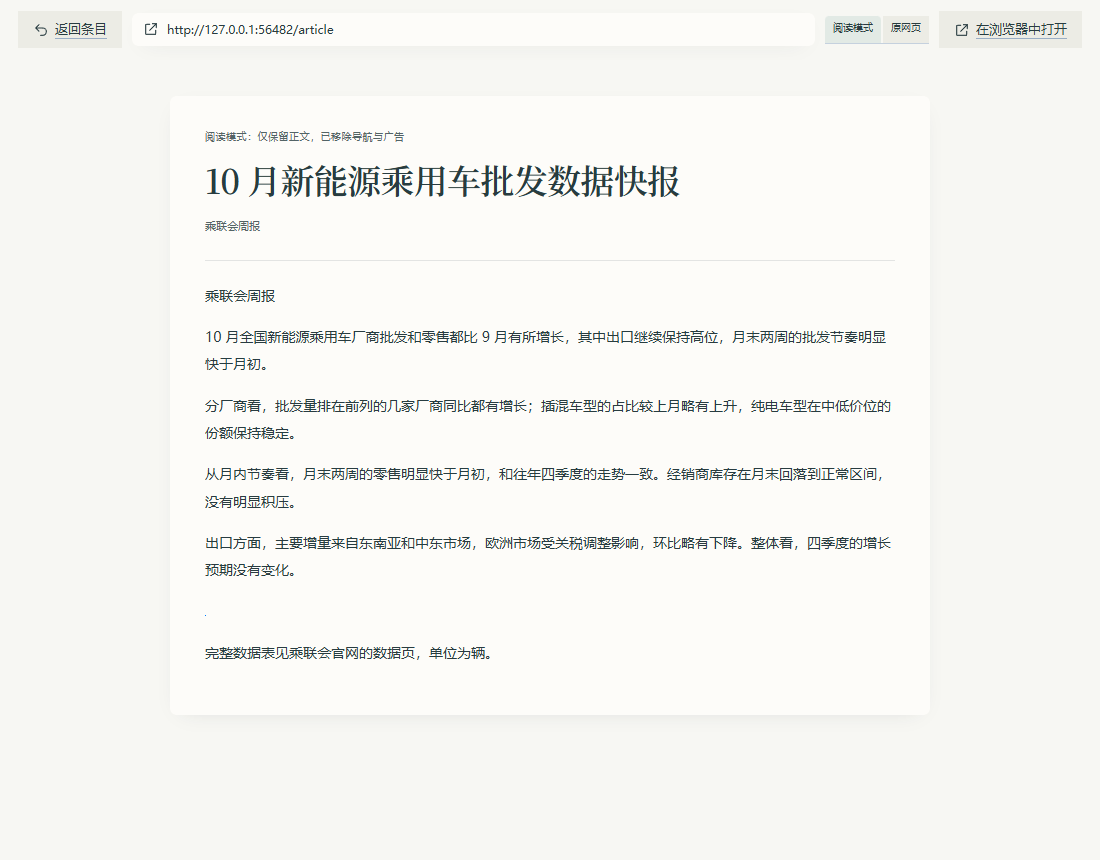 返回条目
http://127.0.0.1:56482/article
阅读模式
原网页
在浏览器中打开
阅读模式：仅保留正文，已移除导航与广告
10 月新能源乘用车批发数据快报
乘联会周报
乘联会周报
10 月全国新能源乘用车厂商批发和零售都比 9 月有所增长，其中出口继续保持高位，月末两周的批发节奏明显
快于月初。
分厂商看，批发量排在前列的几家厂商同比都有增长；插混车型的占比较上月略有上升，纯电车型在中低价位的
份额保持稳定。
从月内节奏看，月末两周的零售明显快于月初，和往年四季度的走势一致。经销商库存在月末回落到正常区间，
没有明显积压。
出口方面，主要增量来自东南亚和中东市场，欧洲市场受关税调整影响，环比略有下降。整体看，四季度的增长
预期没有变化。
.
完整数据表见乘联会官网的数据页，单位为辆。